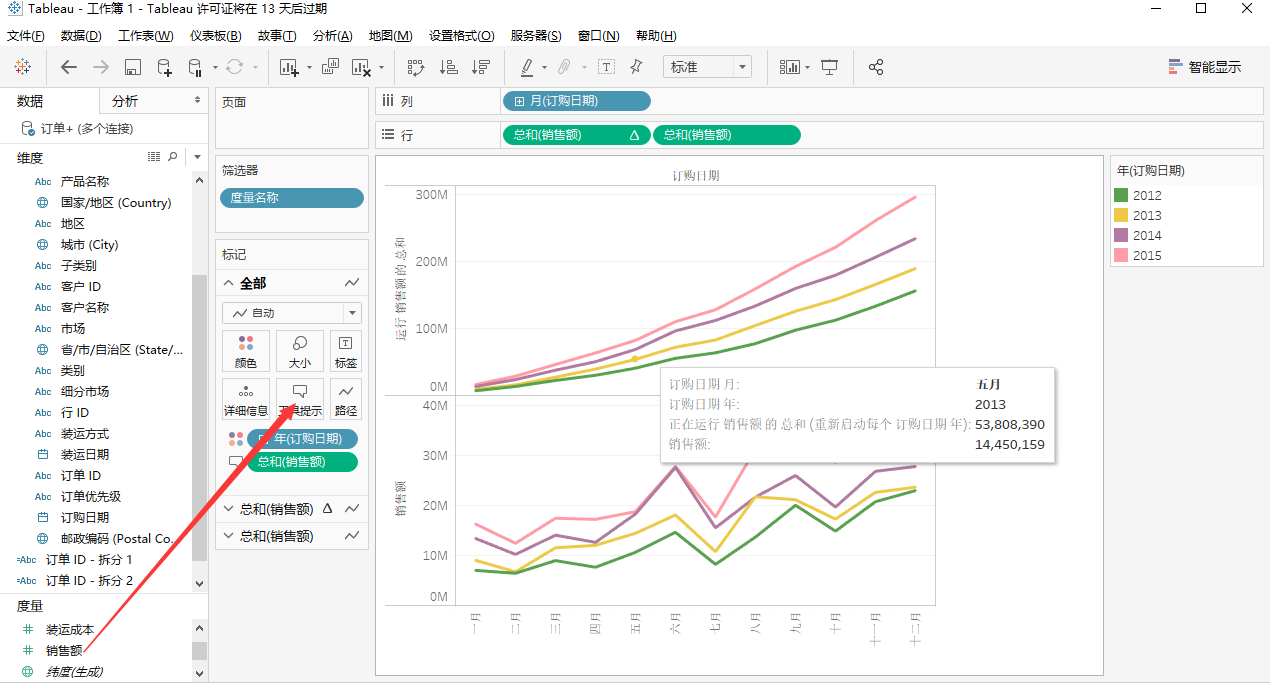 Tableau - 工作簿 1 - Tableau 许可证将在 13 天后过期
文件(F) 数据(D) 工作表(W) 仪表板(B) 故事(T) 分析(A) 地图(M) 设置格式(O) 服务器(S) 窗口(N) 帮助(H)
标准
智能显示
数据 分析
订单+ (多个连接)
维度
Abc 产品名称
国家/地区 (Country)
Abc 地区
城市 (City)
Abc 子类别
Abc 客户 ID
Abc 客户名称
Abc 市场
省/市/自治区 (State/...
Abc 类别
Abc 细分市场
Abc 行 ID
Abc 装运方式
装运日期
Abc 订单 ID
Abc 订单优先级
订购日期
邮政编码 (Postal Co...
=Abc 订单 ID - 拆分 1
=Abc 订单 ID - 拆分 2
度量
# 装运成本
# 销售额
纬度(生成)
页面
筛选器
度量名称
标记
全部
自动
颜色 大小 标签
T
详细信息 工具提示 路径
年(订购日期)
总和(销售额)
总和(销售额) Δ
总和(销售额)
列 月(订购日期)
行 总和(销售额) Δ 总和(销售额)
订购日期
300M
200M
100M
0M
运行 销售额 的 总和
40M
30M
20M
10M
0M
销售额
一月 二月 三月 四月 五月 六月 七月 八月 九月 十月 十一月 十二月
订购日期 月: 五月
订购日期 年: 2013
正在运行 销售额 的 总和 (重新启动每个 订购日期 年): 53,808,390
销售额: 14,450,159
年(订购日期)
2012
2013
2014
2015